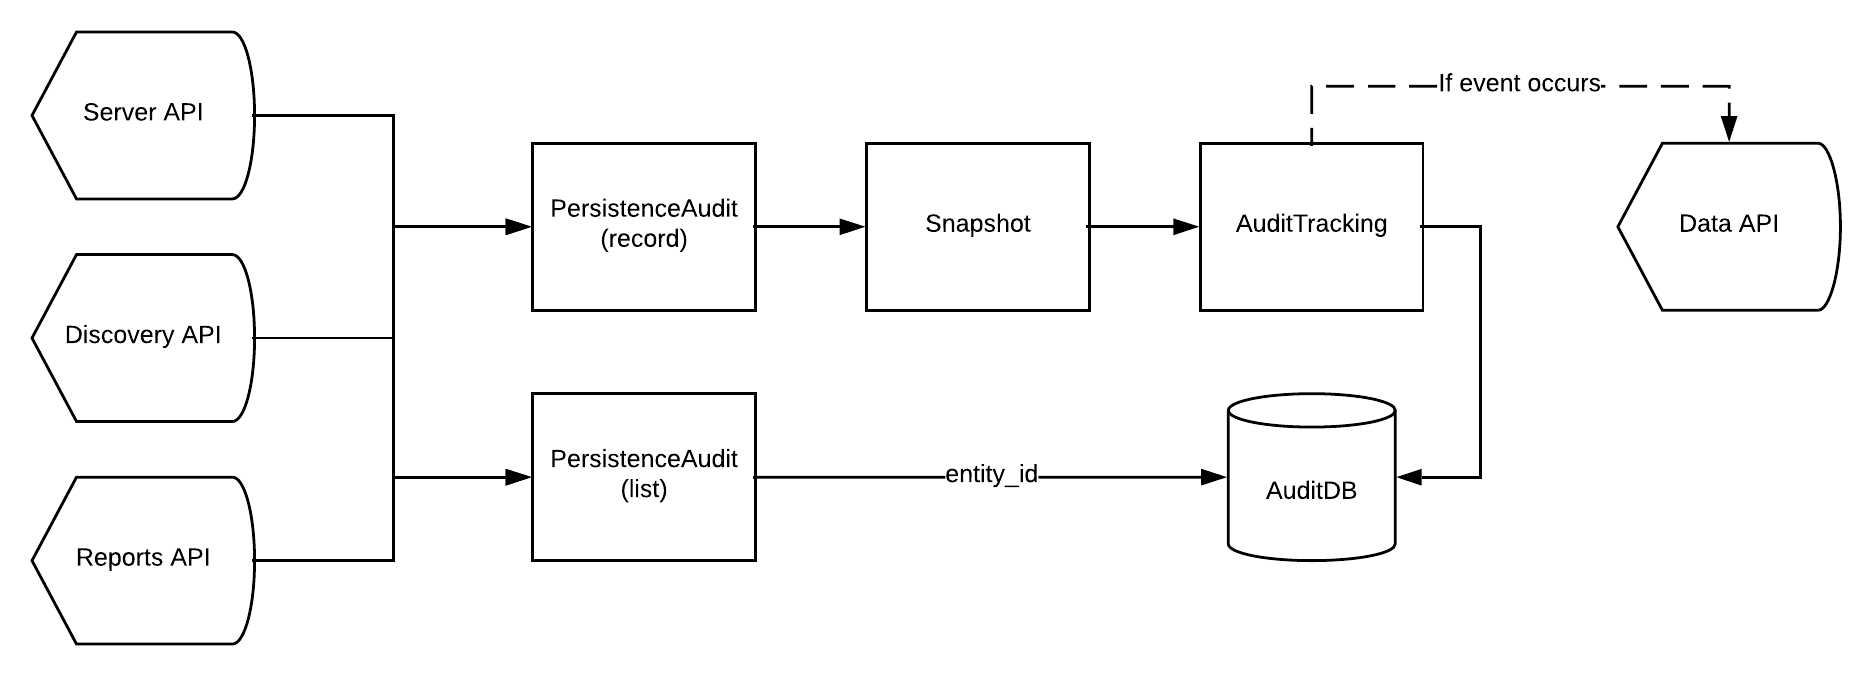 If event occurs
Server API
PersistenceAudit
(record)
Snapshot
AuditTracking
Data API
Discovery API
PersistenceAudit
(list)
entity_id
AuditDB
Reports API